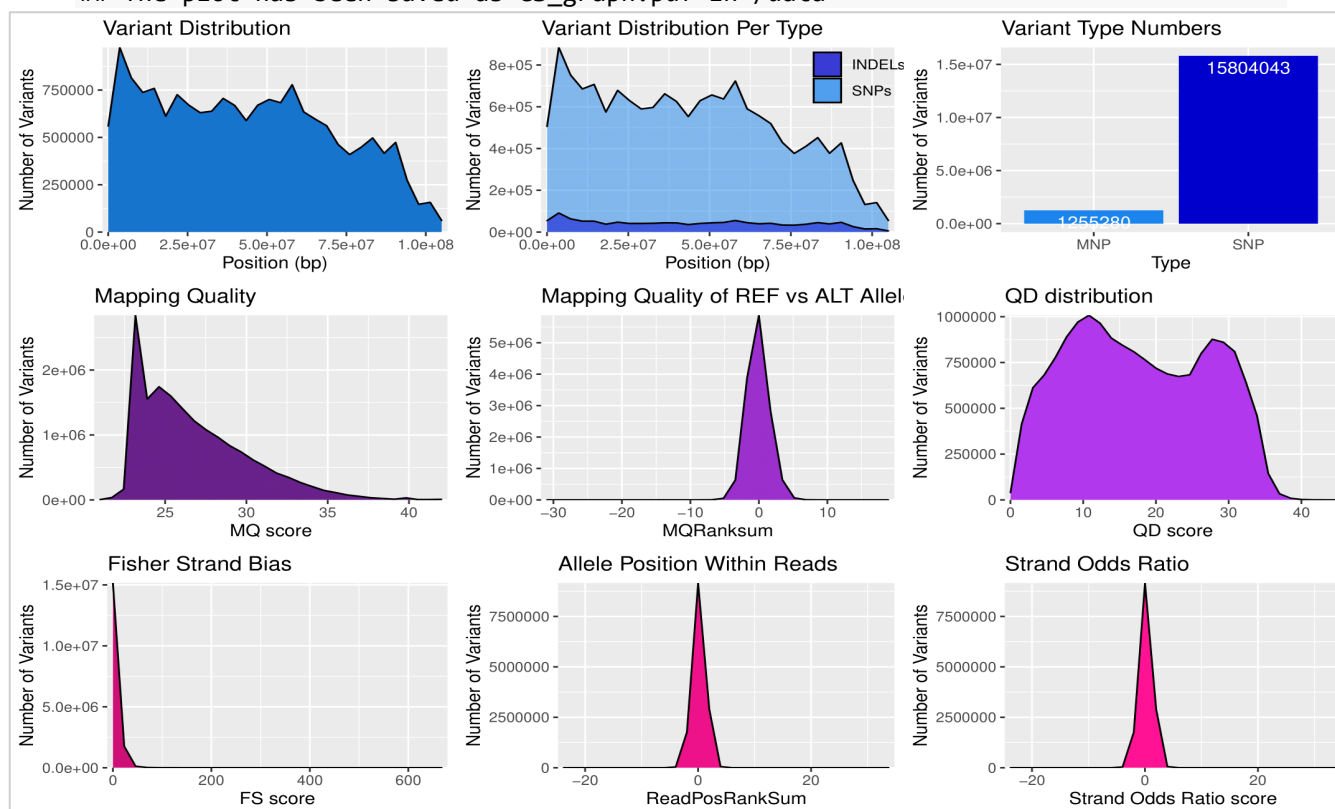 Variant Distribution
Number of Variants
750000
500000
250000
0
0.0e+00 2.5e+07 5.0e+07 7.5e+07 1.0e+08
Position (bp)
Variant Distribution Per Type
Number of Variants
8e+05
6e+05
4e+05
2e+05
0e+00
INDELs
SNPs
0.0e+00 2.5e+07 5.0e+07 7.5e+07 1.0e+08
Position (bp)
Variant Type Numbers
Number of Variants
1.5e+07
1.0e+07
5.0e+06
0.0e+00
15804043
1255280
MNP SNP
Type
Mapping Quality
Number of Variants
2e+06
1e+06
0e+00
25 30 35 40
MQ score
Mapping Quality of REF vs ALT Allel
Number of Variants
5e+06
4e+06
3e+06
2e+06
1e+06
0e+00
−30 −20 −10 0 10
MQRanksum
QD distribution
Number of Variants
1000000
750000
500000
250000
0
0 10 20 30 40
QD score
Fisher Strand Bias
Number of Variants
1.5e+07
1.0e+07
5.0e+06
0.0e+00
0 200 400 600
FS score
Allele Position Within Reads
Number of Variants
7500000
5000000
2500000
0
−20 0 20
ReadPosRankSum
Strand Odds Ratio
Number of Variants
7500000
5000000
2500000
0
−20 0 20
Strand Odds Ratio score